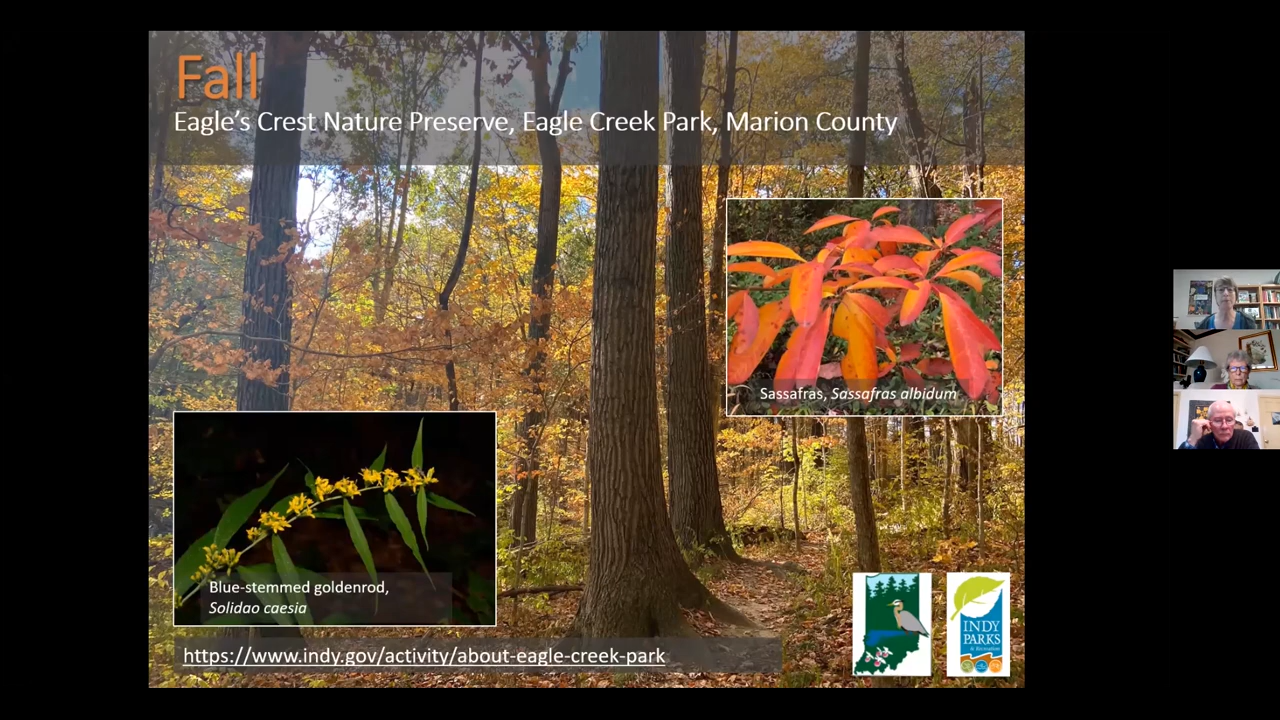 Fall
Eagle's Crest Nature Preserve, Eagle Creek Park, Marion County
Sassafras, Sassafras albidum
Blue-stemmed goldenrod,
Solidao caesia
https://www.indy.gov/activity/about-eagle-creek-park
INDY
PARKS
& Recreation